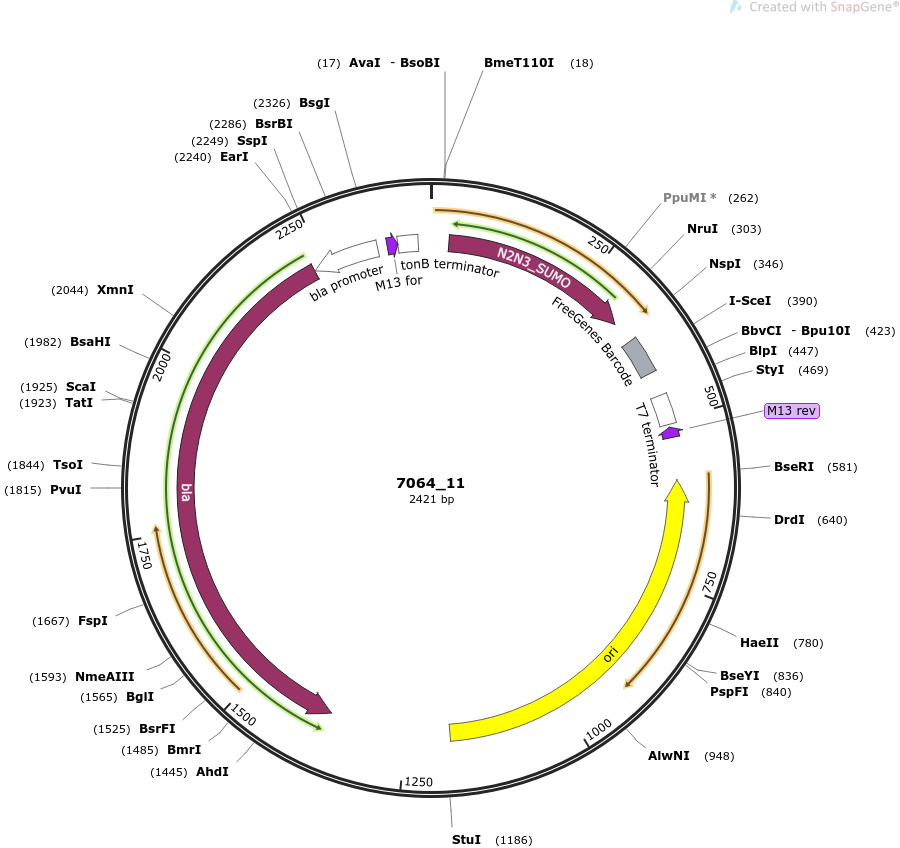 Created with SnapGene®
(17) AvaI - BsoBI
BmeT110I (18)
(2326) BsgI
(2286) BsrBI
(2249) SspI
(2240) EarI
PpuMI * (262)
NruI (303)
NspI (346)
I-SceI (390)
BbvCI - Bpu10I (423)
BlpI (447)
StyI (469)
M13 rev
BseRI (581)
DrdI (640)
HaeII (780)
BseYI (836)
PspFI (840)
AlwNI (948)
StuI (1186)
(1445) AhdI
(1485) BmrI
(1525) BsrFI
(1565) BglI
(1593) NmeAIII
(1667) FspI
(1815) PvuI
(1844) TsoI
(1923) TatI
(1925) ScaI
(1982) BsaHI
(2044) XmnI
250
500
750
1000
1250
1500
1750
2000
2250
N2N3_SUMO
FreeGenes Barcode
T7 terminator
ori
bla
bla promoter
M13 for
tonB terminator
7064_11
2421 bp